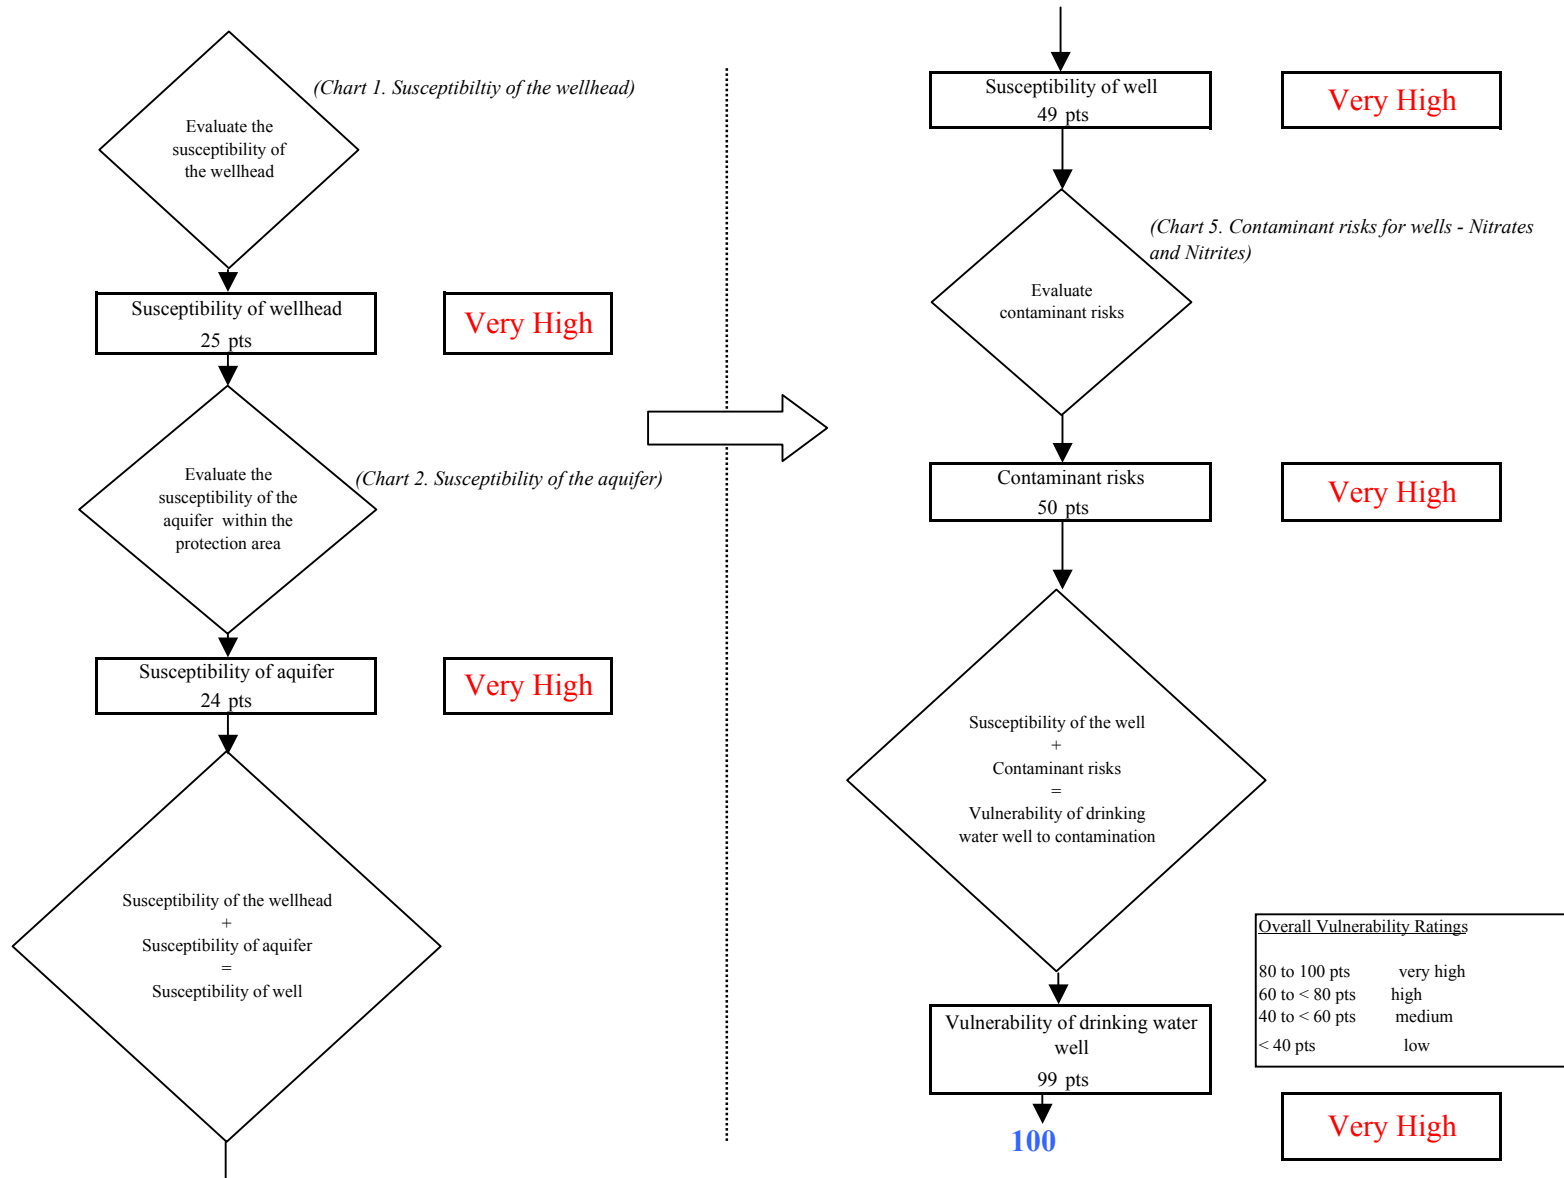 (Chart 1. Susceptibiltiy of the wellhead)
Evaluate the
susceptibility of
the wellhead
Susceptibility of wellhead
25 pts
Very High
Evaluate the
susceptibility of the
aquifer within the
protection area
(Chart 2. Susceptibility of the aquifer)
Susceptibility of aquifer
24 pts
Very High
Susceptibility of the wellhead
+
Susceptibility of aquifer
=
Susceptibility of well
Susceptibility of well
49 pts
Very High
(Chart 5. Contaminant risks for wells - Nitrates
and Nitrites)
Evaluate
contaminant risks
Contaminant risks
50 pts
Very High
Susceptibility of the well
+
Contaminant risks
=
Vulnerability of drinking
water well to contamination
Overall Vulnerability Ratings
80 to 100 pts very high
60 to < 80 pts high
40 to < 60 pts medium
< 40 pts low
Vulnerability of drinking water
well
99 pts
100
Very High